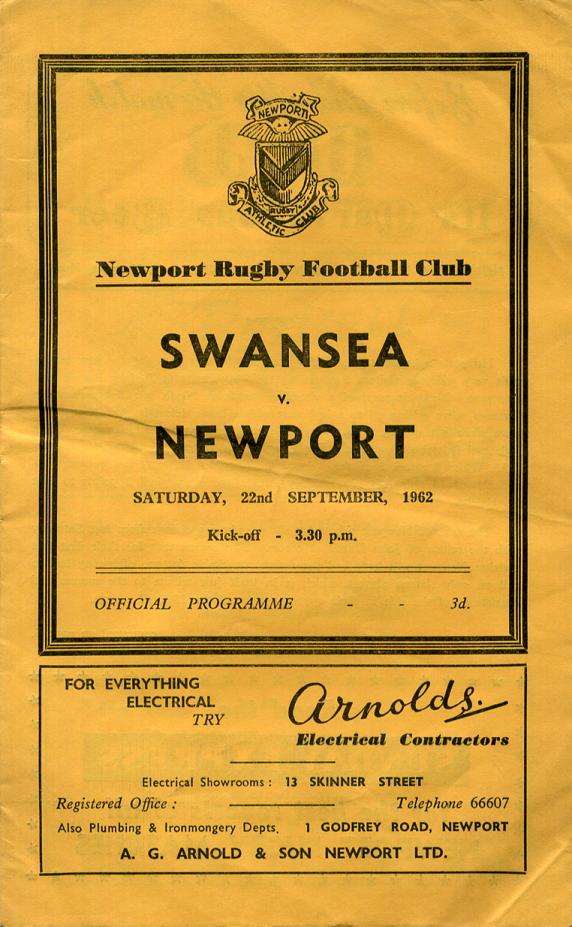 NEWPORT
RUGBY
ATHLETIC CLUB
Newport Rugby Football Club
SWANSEA
v.
NEWPORT
SATURDAY, 22nd SEPTEMBER, 1962
Kick-off - 3.30 p.m.
OFFICIAL PROGRAMME - - 3d.
FOR EVERYTHING
ELECTRICAL
TRY
Arnolds.
Electrical Contractors
Electrical Showrooms : 13 SKINNER STREET
Registered Office : Telephone 66607
Also Plumbing & Ironmongery Depts. 1 GODFREY ROAD, NEWPORT
A. G. ARNOLD & SON NEWPORT LTD.